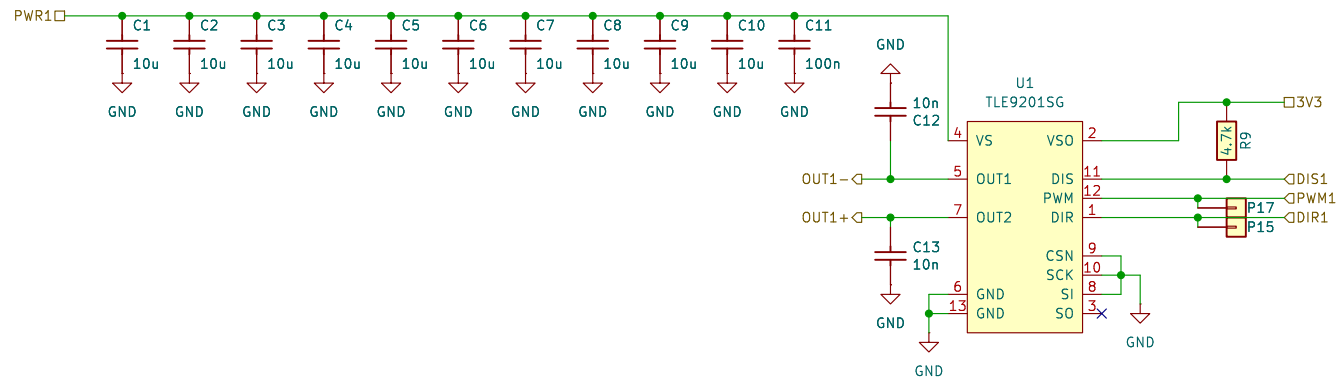 PWR1
C1 C2 C3 C4 C5 C6 C7 C8 C9 C10 C11
10u 10u 10u 10u 10u 10u 10u 10u 10u 10u 100n
GND GND GND GND GND GND GND GND GND GND GND
GND
10n
C12
U1
TLE9201SG
3V3
4.7k
R9
4 VS VSO 2
OUT1- 5 OUT1 DIS 11 DIS1
PWM 12 PWM1
P17
OUT1+ 7 OUT2 DIR 1 DIR1
P15
C13
10n
GND
CSN 9
SCK 10
6 GND SI 8
13 GND SO 3
GND
GND